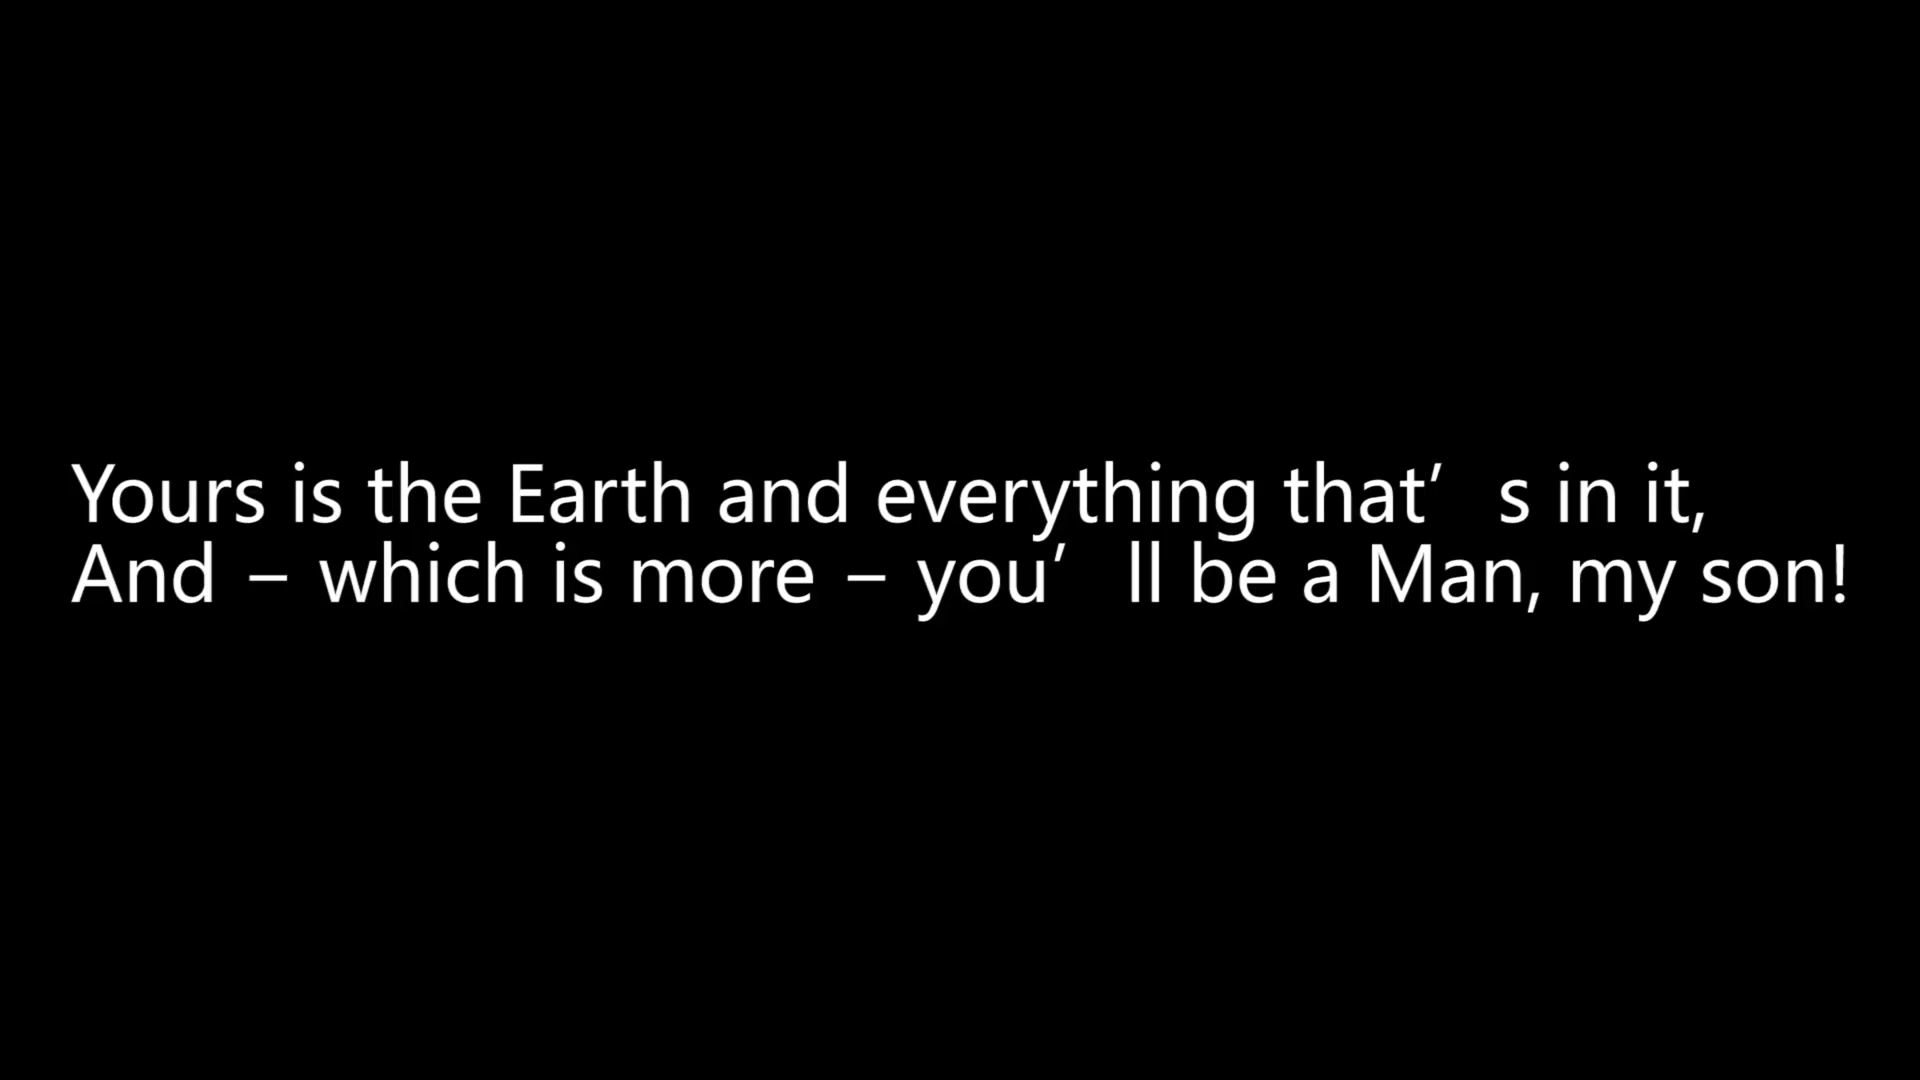 Yours is the Earth and everything that’s in it,
And – which is more – you’ll be a Man, my son!